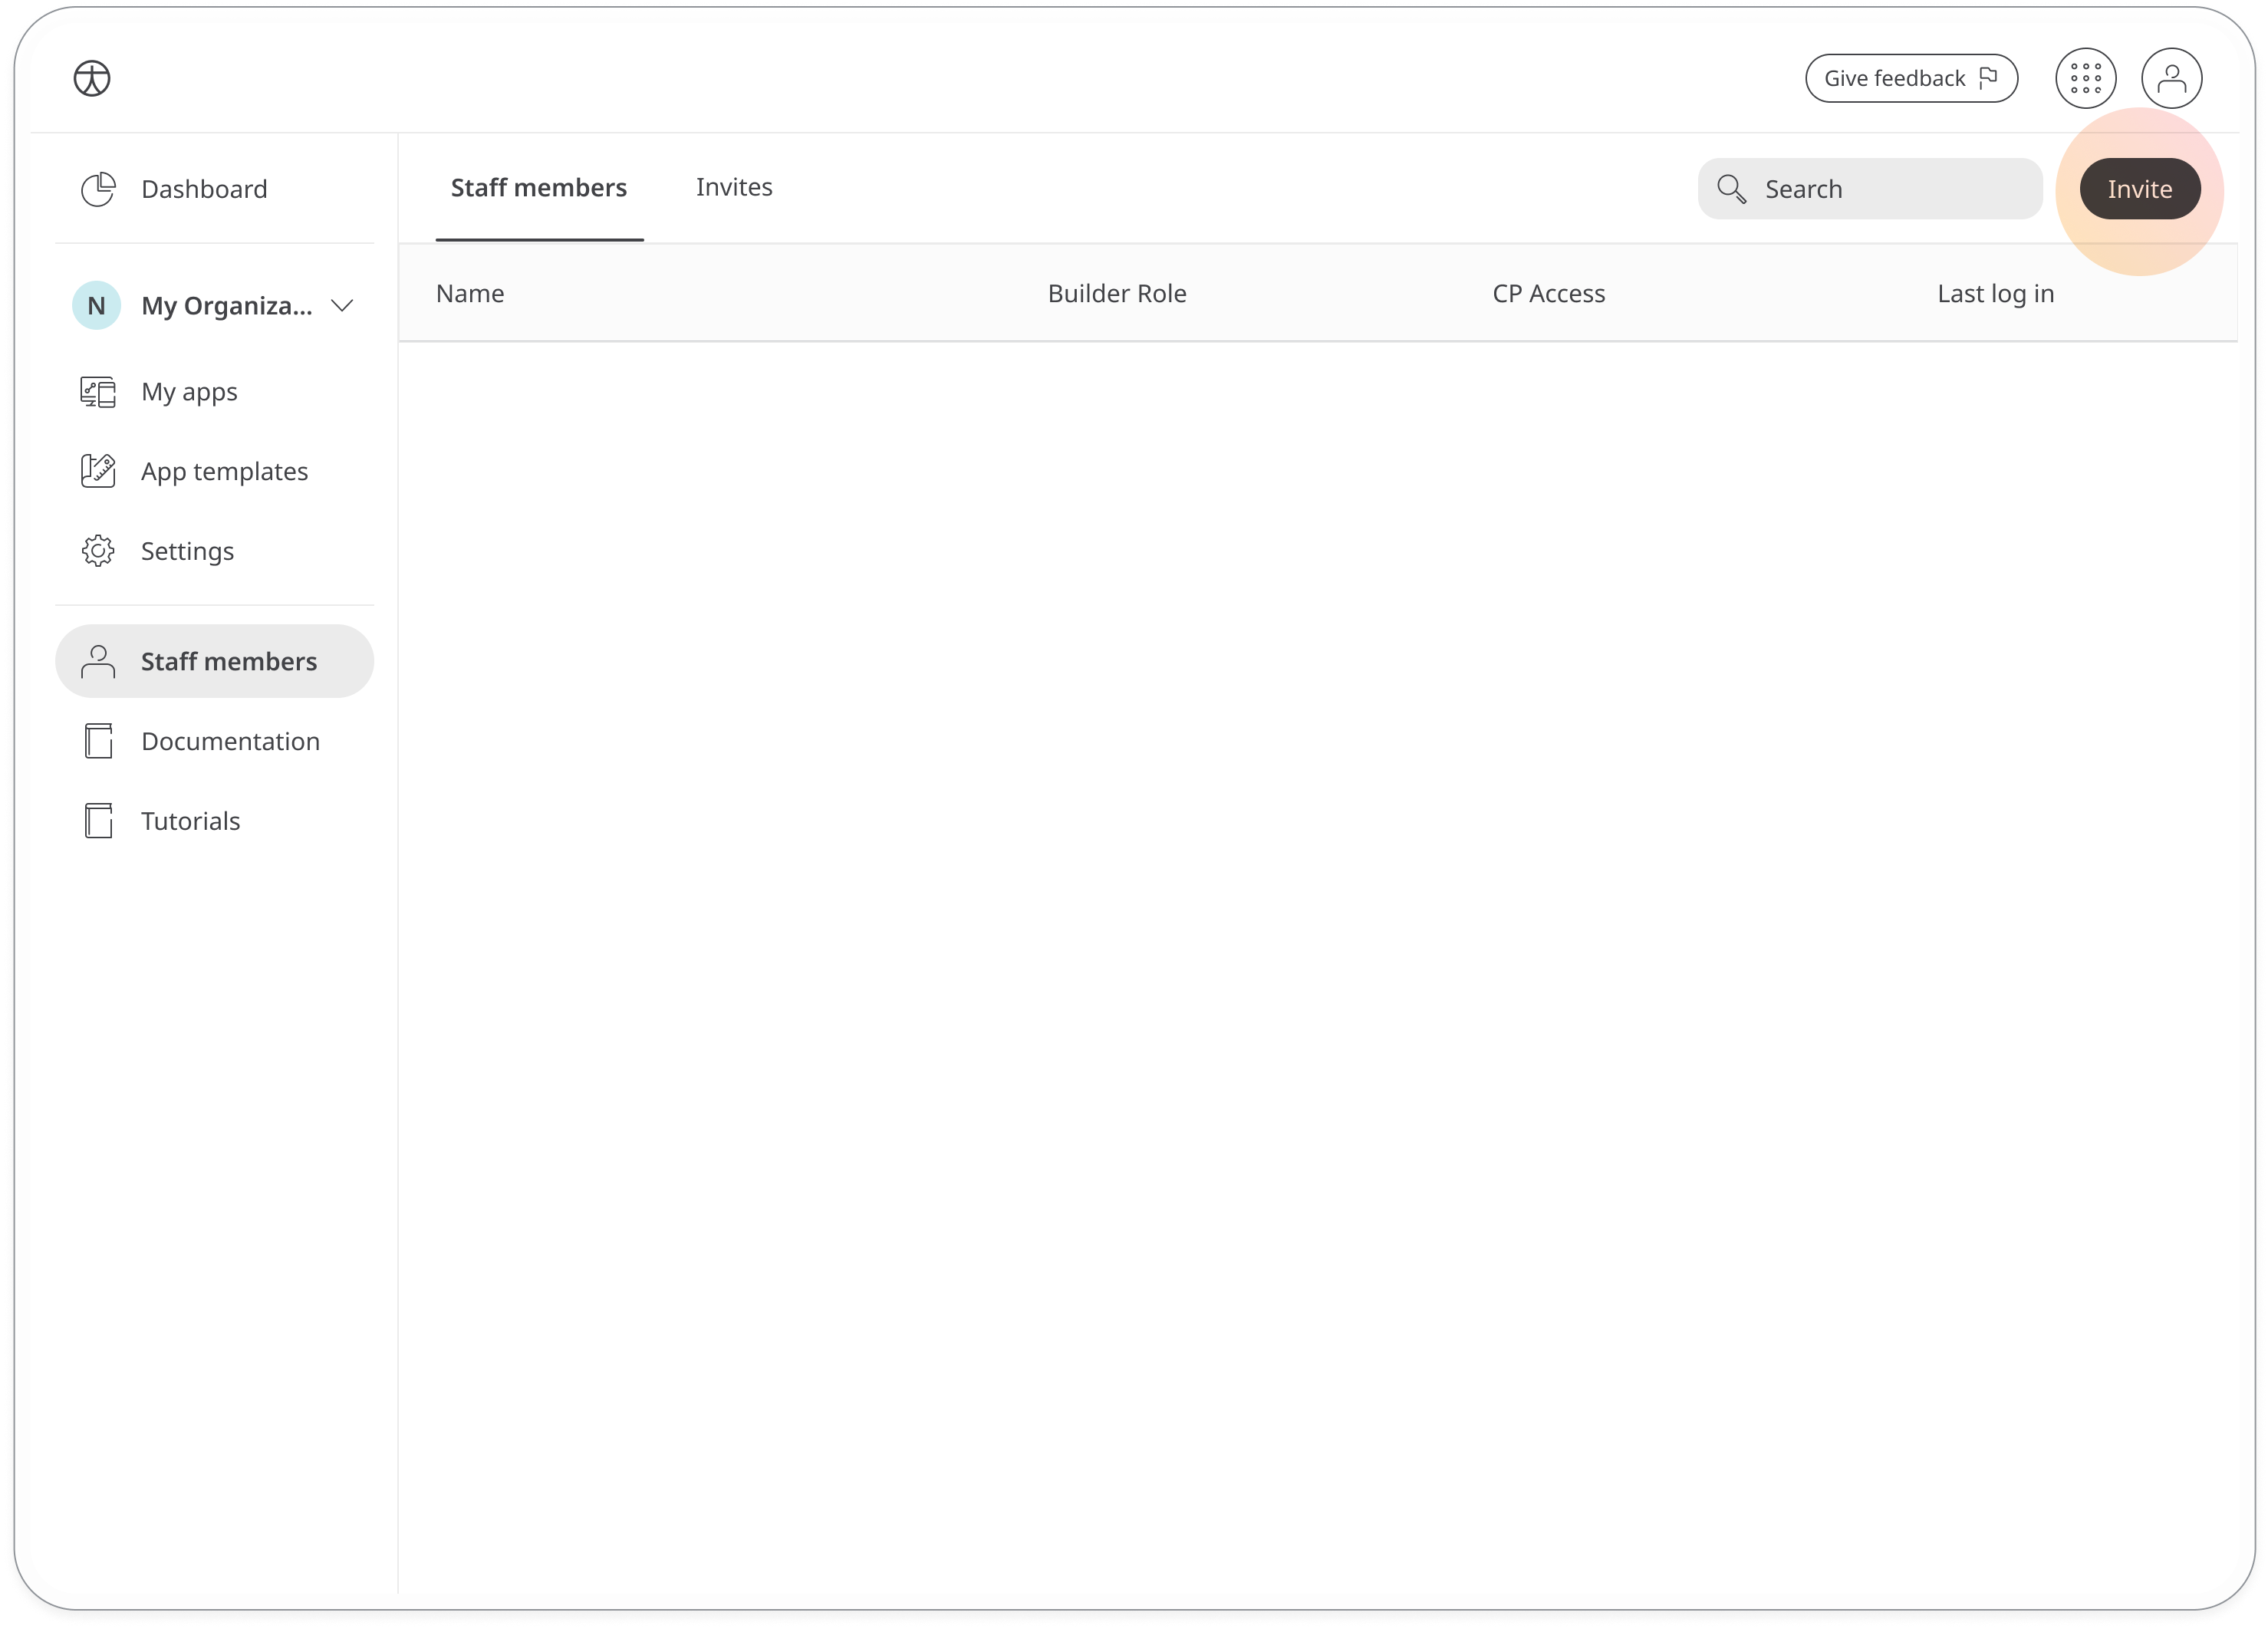 Give feedback
Dashboard
Staff members
Invites
Search
Invite
N
My Organiza...
Name
Builder Role
CP Access
Last log in
My apps
App templates
Settings
Staff members
Documentation
Tutorials